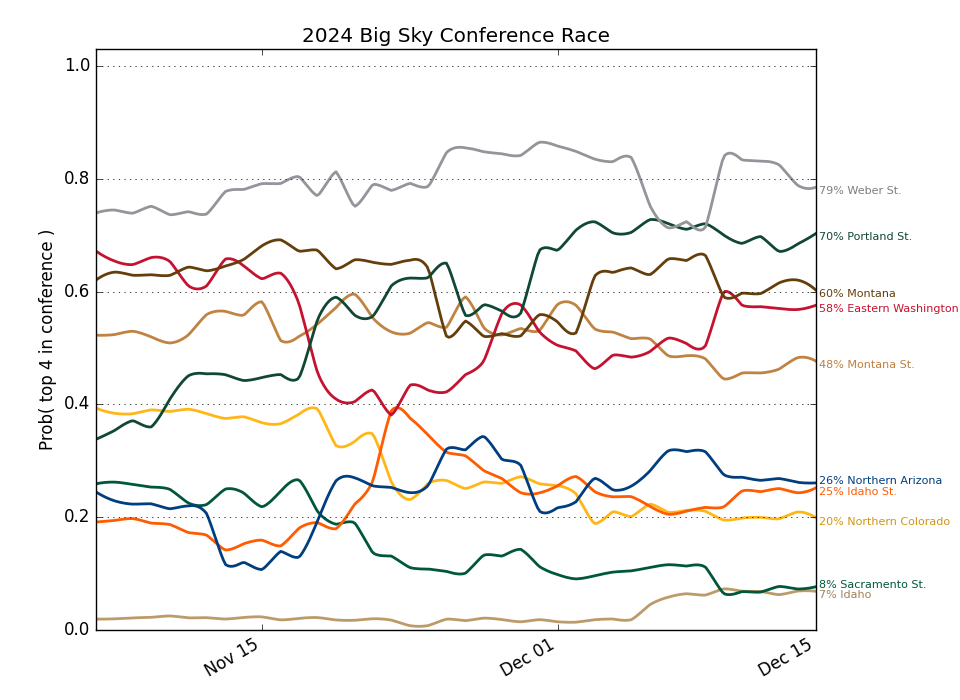 2024 Big Sky Conference Race
Prob( top 4 in conference )
1.0
0.8
0.6
0.4
0.2
0.0
Nov 15
Dec 01
Dec 15
79% Weber St.
70% Portland St.
60% Montana
58% Eastern Washington
48% Montana St.
26% Northern Arizona
25% Idaho St.
20% Northern Colorado
8% Sacramento St.
7% Idaho